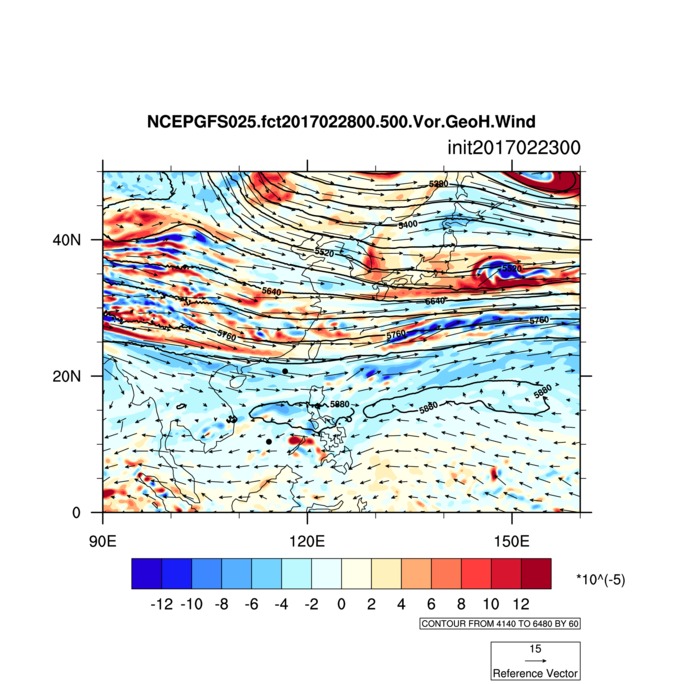 NCEPGFS025.fct2017022800.500.Vor.GeoH.Wind
init2017022300
5280
5400
40N
5520
5520
5640
5640
5760
5760
5760
20N
5880
5880
5880
0
90E 120E 150E
-12 -10 -8 -6 -4 -2 0 2 4 6 8 10 12 *10^(-5)
CONTOUR FROM 4140 TO 6480 BY 60
15
Reference Vector